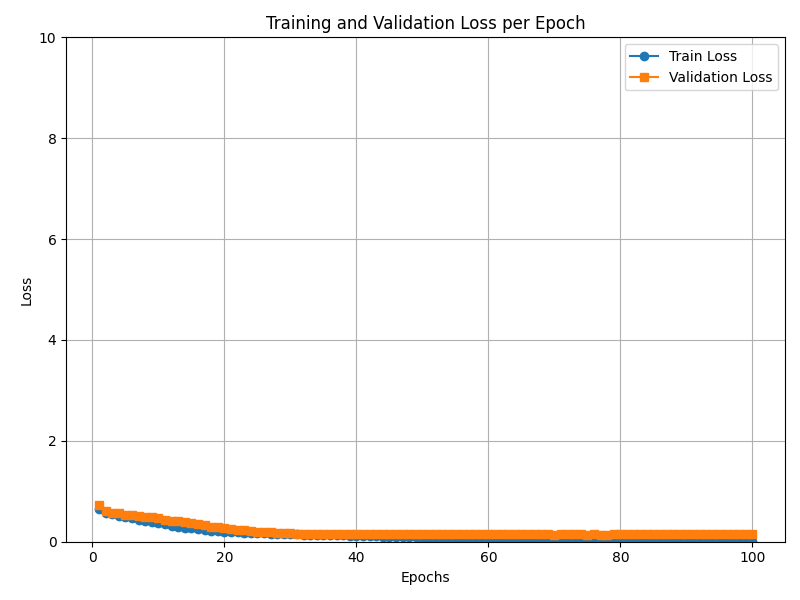 Training and Validation Loss per Epoch
Train Loss
Validation Loss
10
8
6
4
2
0
Loss
0 20 40 60 80 100
Epochs